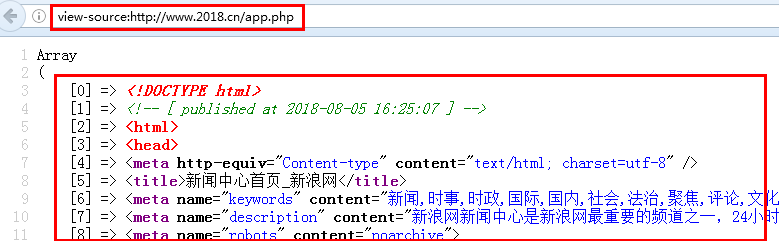 view-source:http://www.2018.cn/app.php
1 Array
2 (
3 [0] => <!DOCTYPE html>
4 [1] => <!-- [ published at 2018-08-05 16:25:07 ] -->
5 [2] => <html>
6 [3] => <head>
7 [4] => <meta http-equiv="Content-type" content="text/html; charset=utf-8" />
8 [5] => <title>新闻中心首页_新浪网</title>
9 [6] => <meta name="keywords" content="新闻,时事,时政,国际,国内,社会,法治,聚焦,评论,文化
10 [7] => <meta name="description" content="新浪网新闻中心是新浪网最重要的频道之一，24小时
11 [8] => <meta name="robots" content="noarchive">